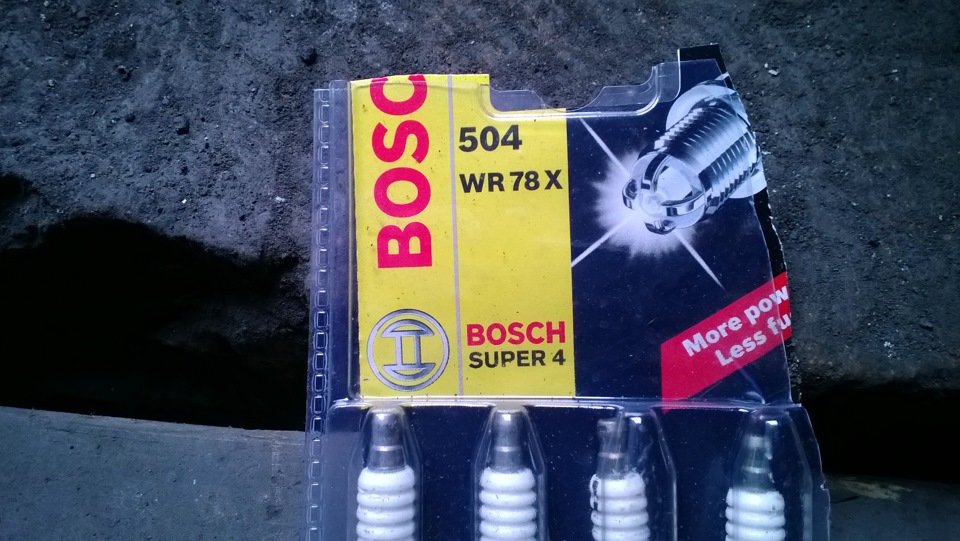 BOSC
504
WR 78 X
BOSCH
SUPER 4
More pow
Less fu